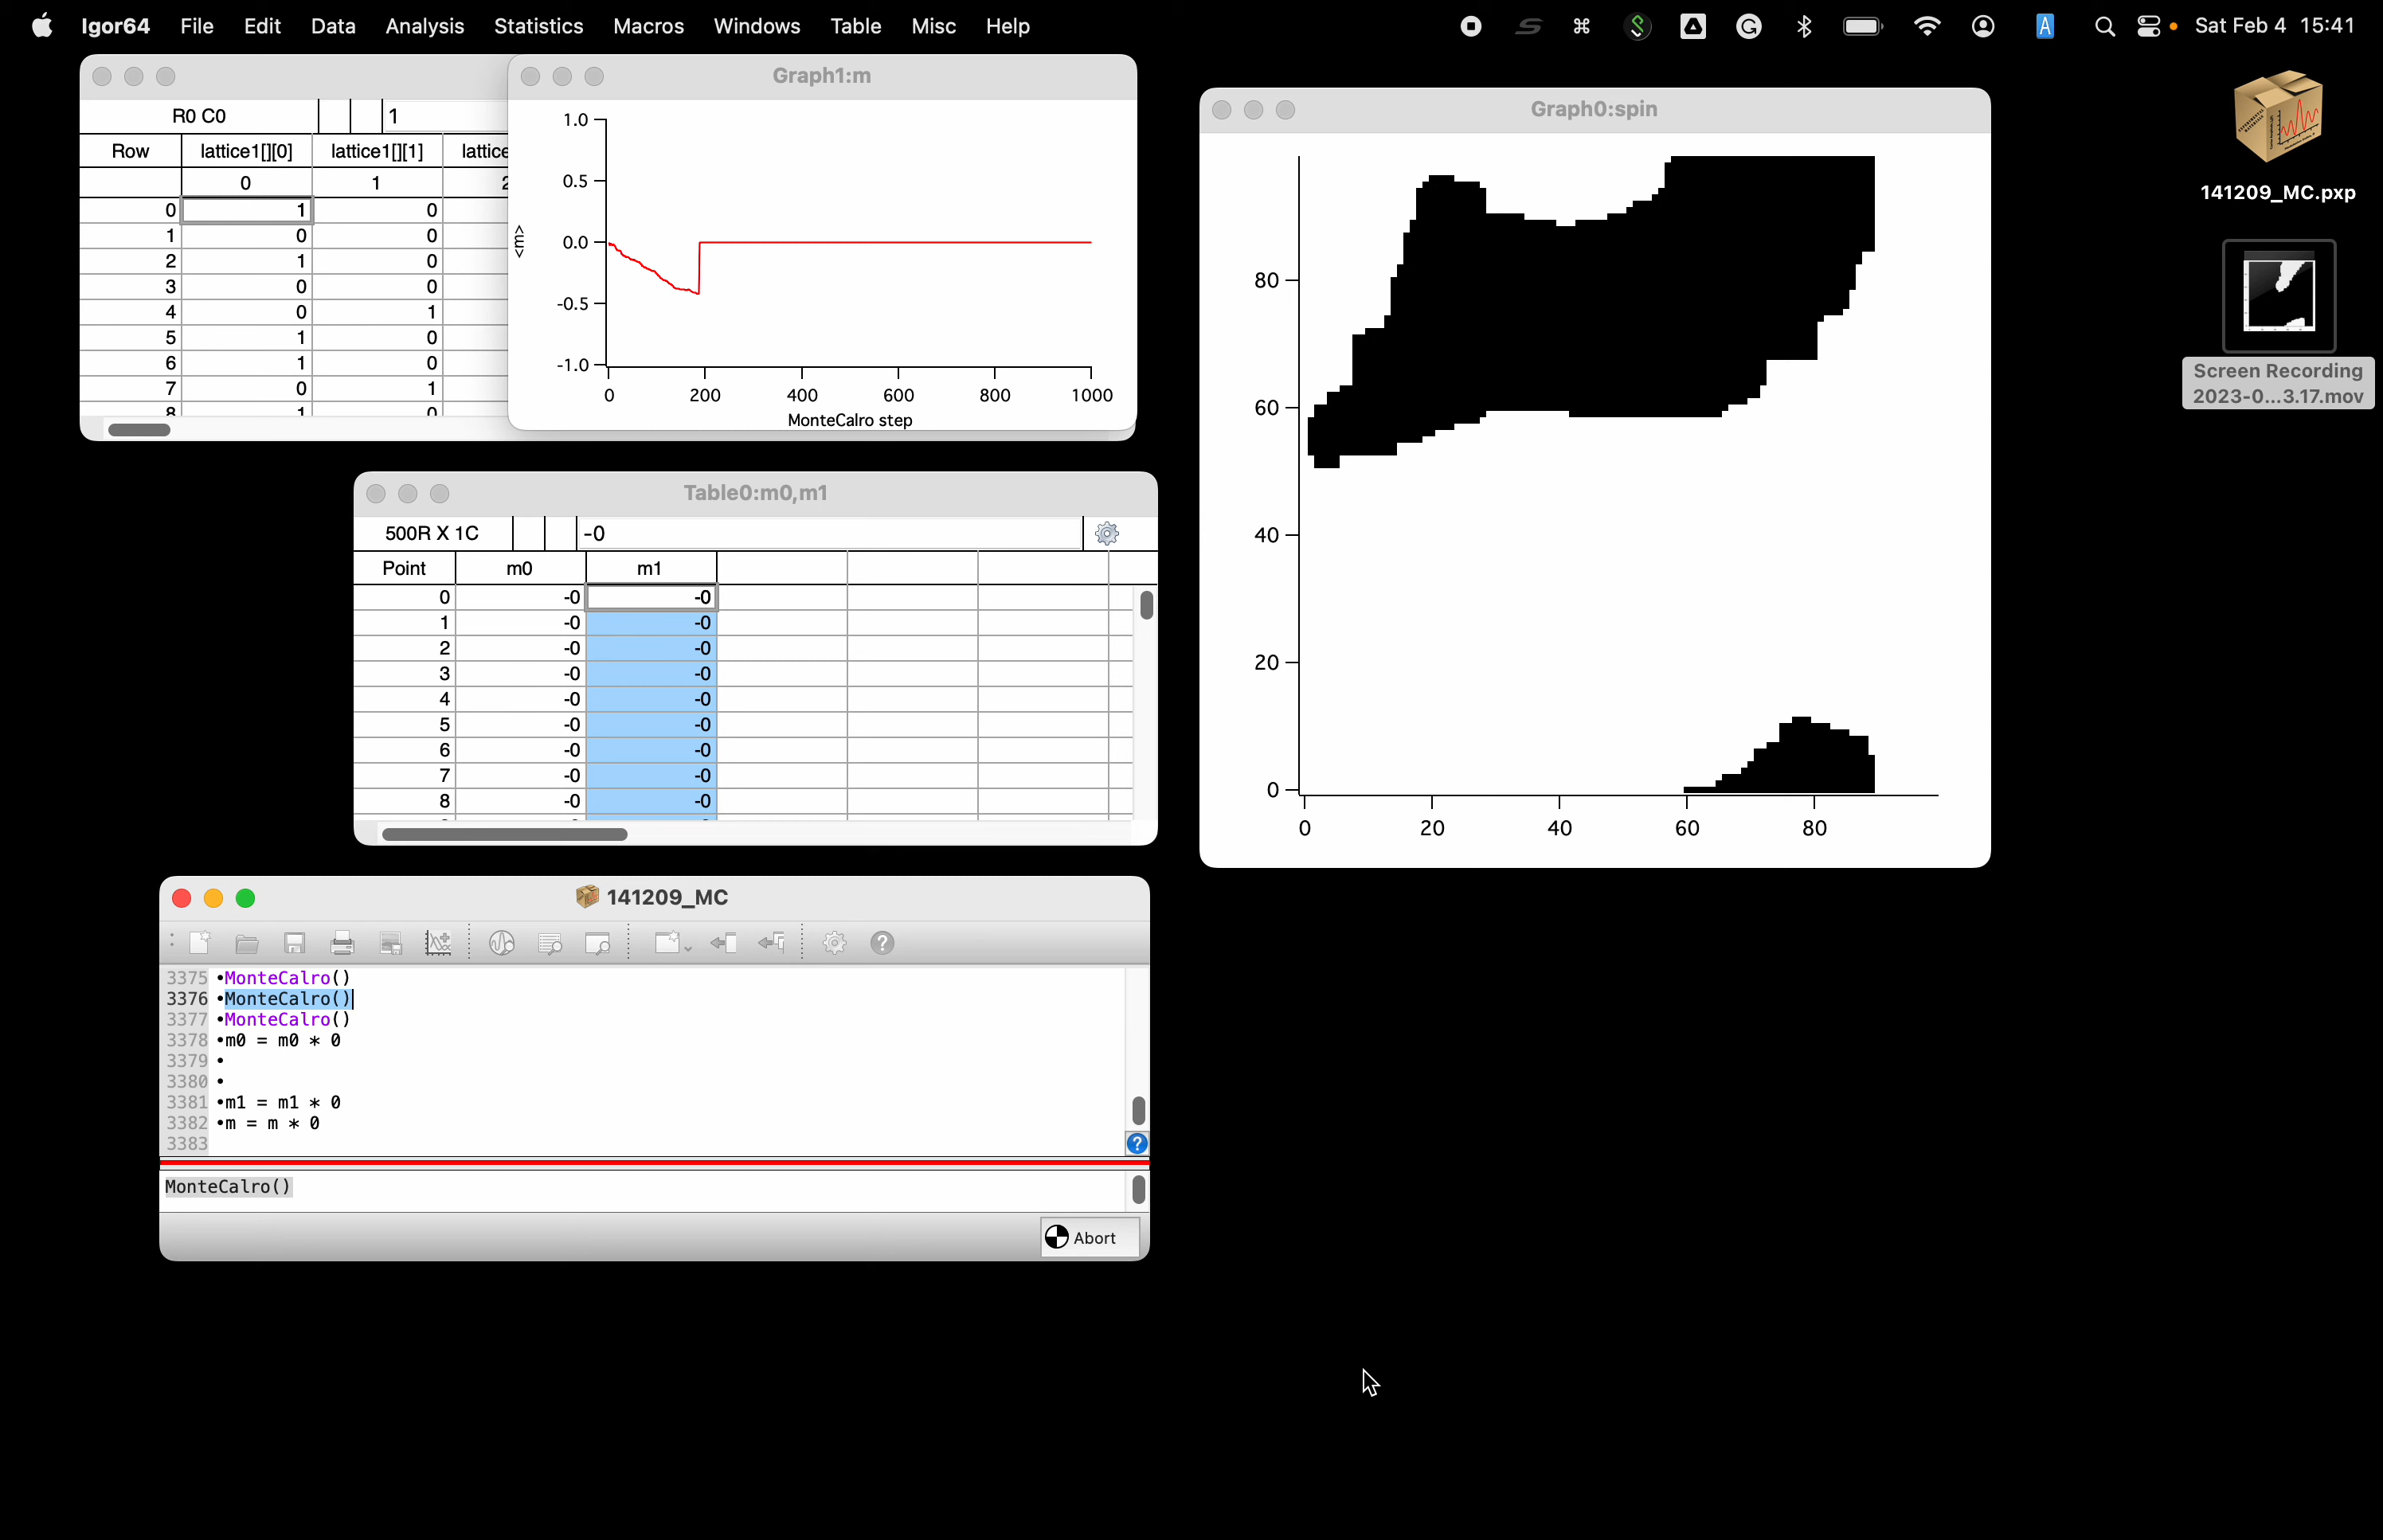 Igor64 File Edit Data Analysis Statistics Macros Windows Table Misc Help
A
Sat Feb 4 15:41
R0 C0
1
Row lattice1[][0] lattice1[][1] lattice
0 1 2
0 1 0
1 0 0
2 1 0
3 0 0
4 0 1
5 1 0
6 1 0
7 0 1
8 1 0
Graph1:m
1.0
0.5
0.0
-0.5
-1.0
<m>
0 200 400 600 800 1000
MonteCalro step
Graph0:spin
80
60
40
20
0
0 20 40 60 80
141209_MC.pxp
Screen Recording
2023-0...3.17.mov
Table0:m0,m1
500R X 1C
-0
Point m0 m1
0 -0 -0
1 -0 -0
2 -0 -0
3 -0 -0
4 -0 -0
5 -0 -0
6 -0 -0
7 -0 -0
8 -0 -0
141209_MC
3375 •MonteCalro()
3376 •MonteCalro()
3377 •MonteCalro()
3378 •m0 = m0 * 0
3379 •
3380 •
3381 •m1 = m1 * 0
3382 •m = m * 0
3383
MonteCalro()
Abort